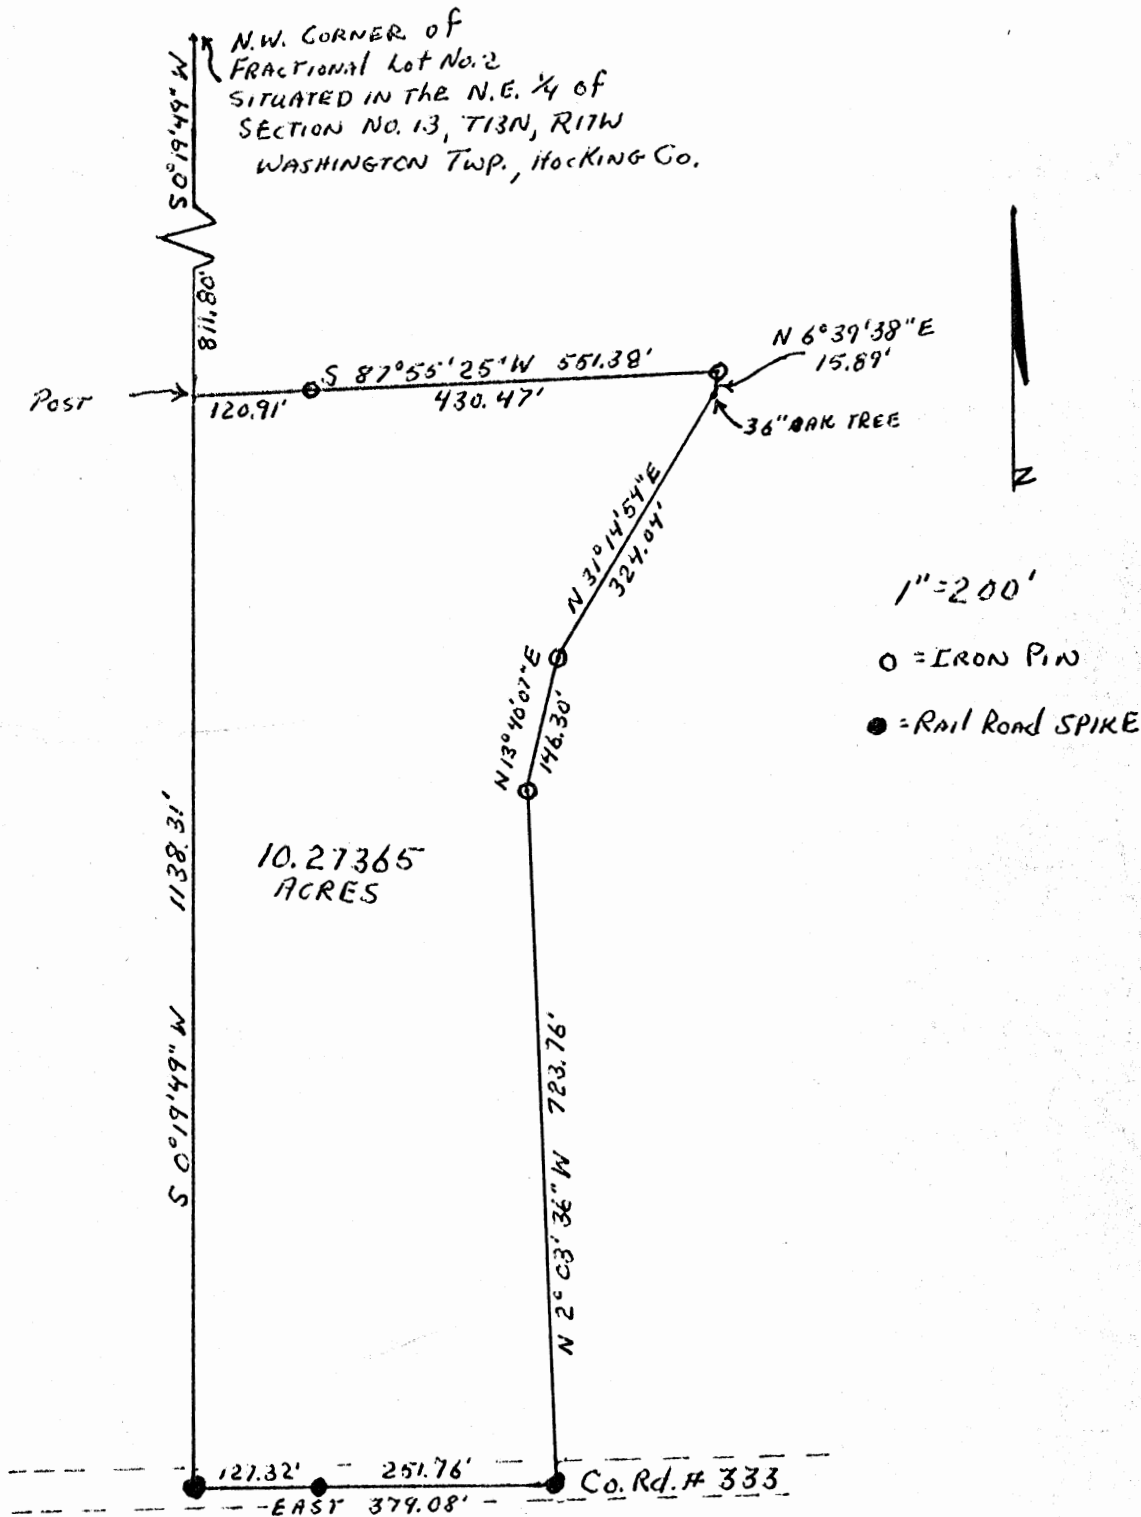 N.W. CORNER of
FRACTIONAL Lot No. 2
SITUATED IN the N.E. ¼ of
SECTION NO. 13, T13N, R17W
WASHINGTON TWP., HOCKING Co.
S 0° 19' 49" W
811.80'
N 6° 39' 38" E
15.89'
S 87° 55' 25" W 551.38'
POST
120.91'
430.47'
36" OAK TREE
N 31° 14' 54" E
324.04'
N
1" = 200'
O = IRON PIN
● = RAIL ROAD SPIKE
N 13° 40' 07" E
146.30'
1138.31'
10.27365
ACRES
S 0° 19' 49" W
723.76'
N 2° 03' 36" W
127.32' 251.76'
Co. Rd. # 333
EAST 379.08'